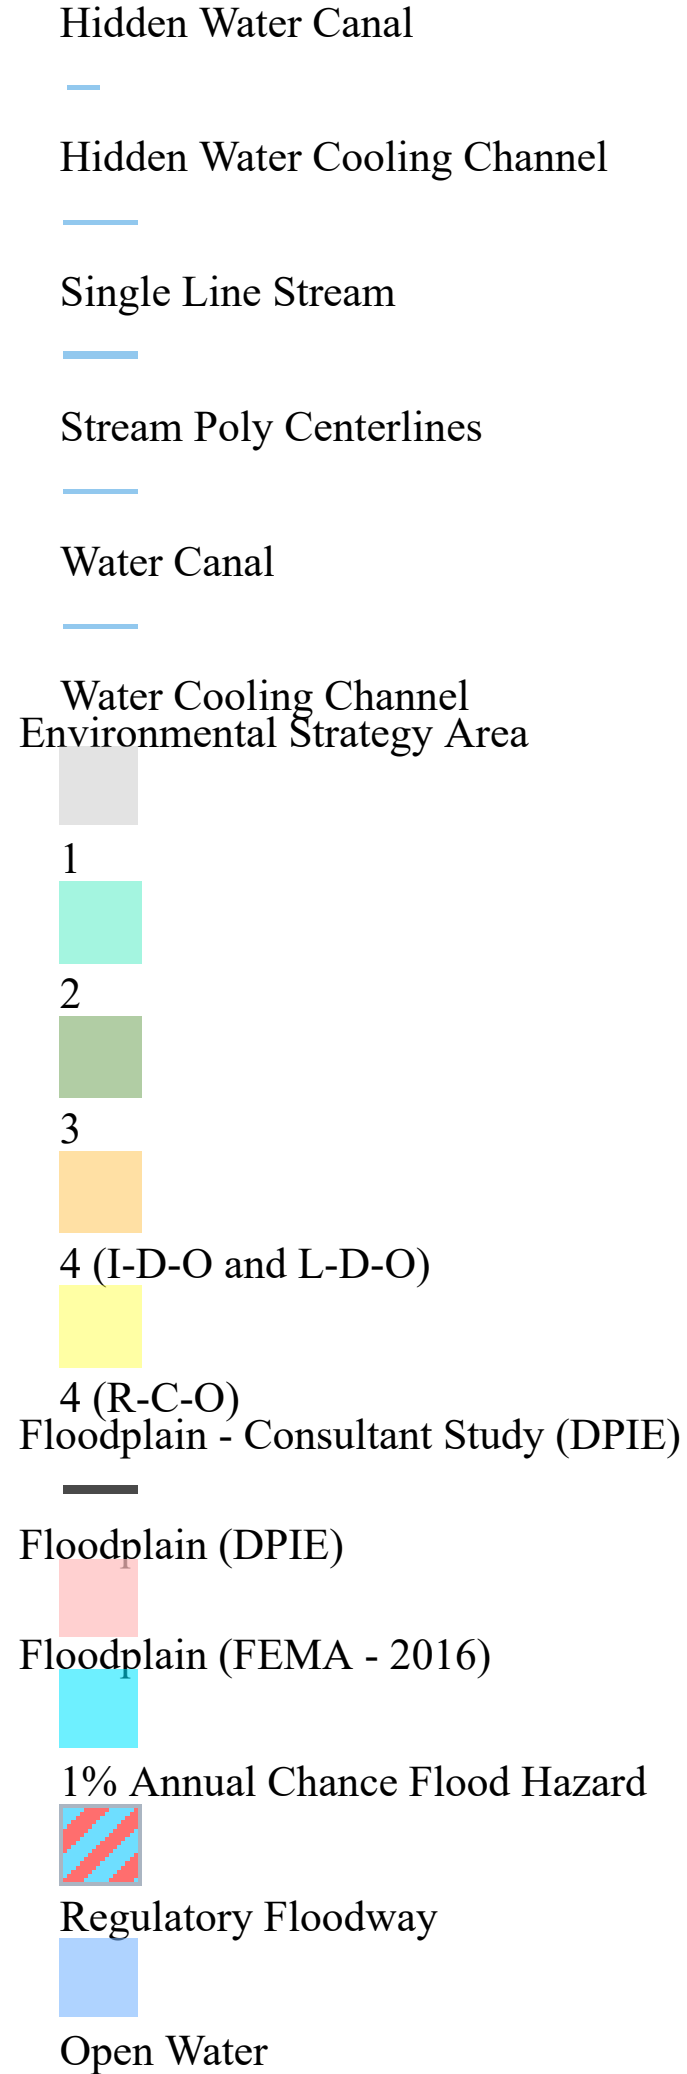 Hidden Water Canal
Hidden Water Cooling Channel
Single Line Stream
Stream Poly Centerlines
Water Canal
Water Cooling Channel
Environmental Strategy Area
1
2
3
4 (I-D-O and L-D-O)
4 (R-C-O)
Floodplain - Consultant Study (DPIE)
Floodplain (DPIE)
Floodplain (FEMA - 2016)
1% Annual Chance Flood Hazard
Regulatory Floodway
Open Water